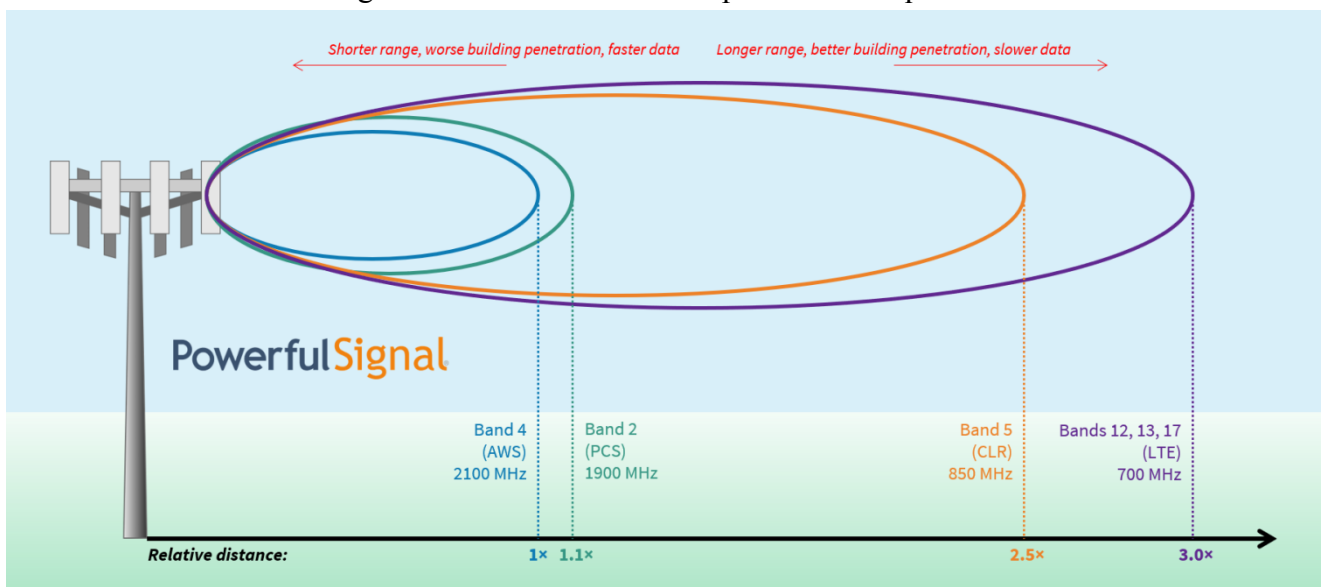 Shorter range, worse building penetration, faster data
Longer range, better building penetration, slower data
PowerfulSignal
Band 4
(AWS)
2100 MHz
Band 2
(PCS)
1900 MHz
Band 5
(CLR)
850 MHz
Bands 12, 13, 17
(LTE)
700 MHz
Relative distance:
1×
1.1×
2.5×
3.0×